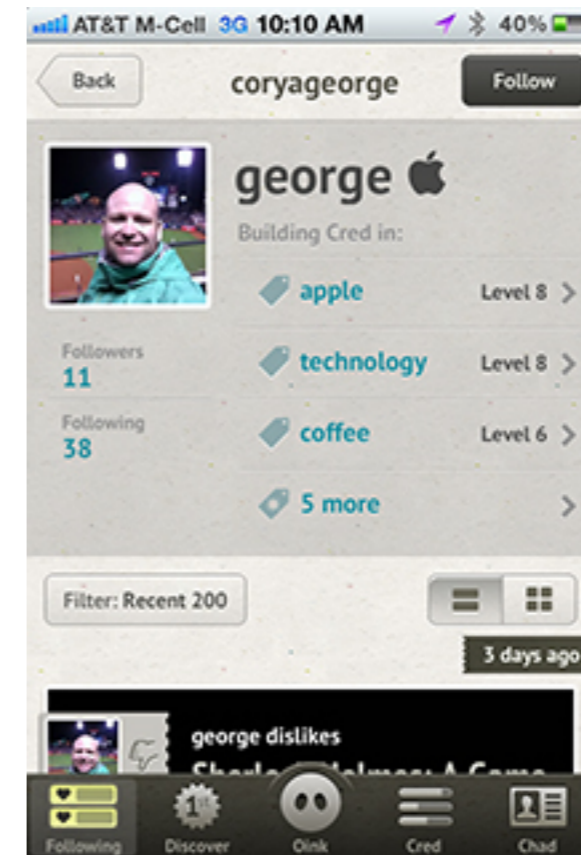 AT&T M-Cell 3G 10:10 AM 40%
Back coryageorge Follow
george
Building Cred in:
apple Level 8
technology Level 8
coffee Level 6
5 more
Followers
11
Following
38
Filter: Recent 200
3 days ago
george dislikes
A Game
1st
Following Discover Oink Cred Chad